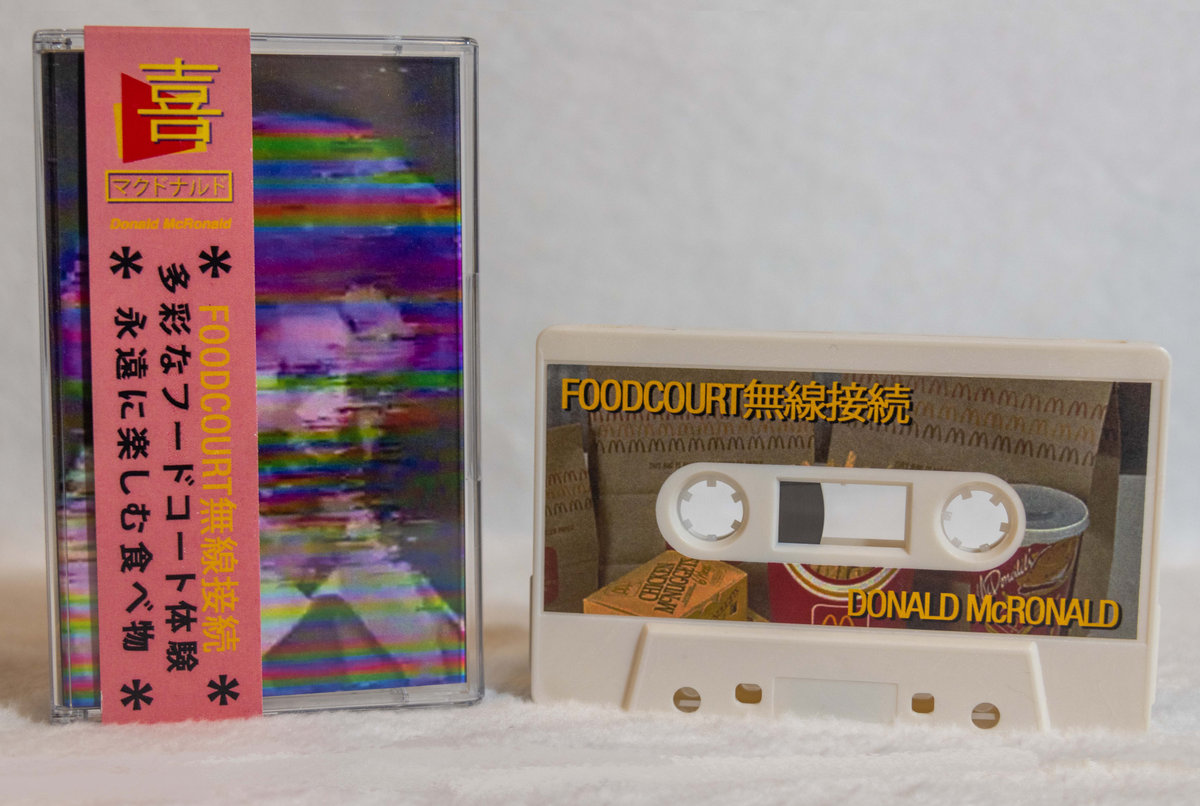 喜
マクドナルド
Donald McRonald
* FOODCOURT無線接続 *
多彩なフードコート体験
* 永遠に楽しむ食べ物 *
FOODCOURT無線接続
CHICKEN
McNUGGETS
McDonald's
DONALD McRONALD